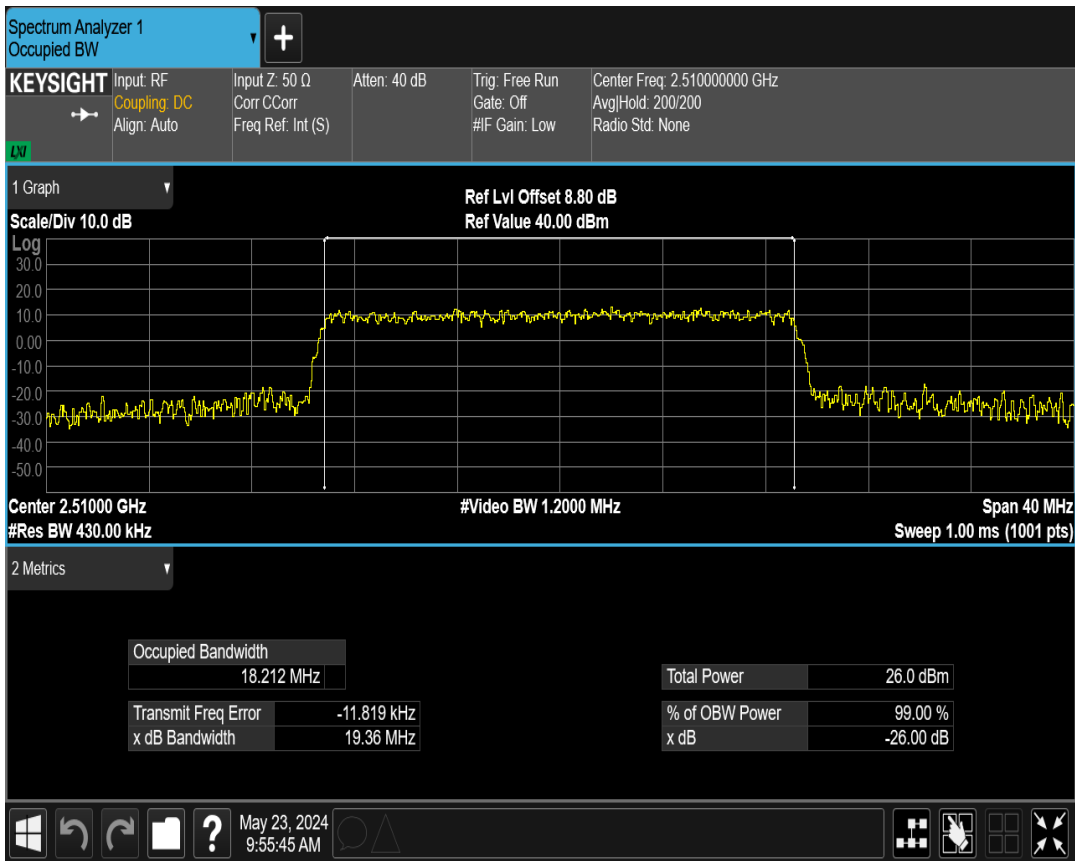 Spectrum Analyzer 1
Occupied BW
+
KEYSIGHT
LXI
Input: RF
Coupling: DC
Align: Auto
Input Z: 50 Ω
Corr CCorr
Freq Ref: Int (S)
Atten: 40 dB
Trig: Free Run
Gate: Off
#IF Gain: Low
Center Freq: 2.510000000 GHz
Avg|Hold: 200/200
Radio Std: None
1 Graph
Ref Lvl Offset 8.80 dB
Scale/Div 10.0 dB
Ref Value 40.00 dBm
Log
30.0
20.0
10.0
0.00
-10.0
-20.0
-30.0
-40.0
-50.0
Center 2.51000 GHz
#Video BW 1.2000 MHz
Span 40 MHz
#Res BW 430.00 kHz
Sweep 1.00 ms (1001 pts)
2 Metrics
Occupied Bandwidth
18.212 MHz
Total Power 26.0 dBm
Transmit Freq Error -11.819 kHz
% of OBW Power 99.00 %
x dB Bandwidth 19.36 MHz
x dB -26.00 dB
?
May 23, 2024
9:55:45 AM